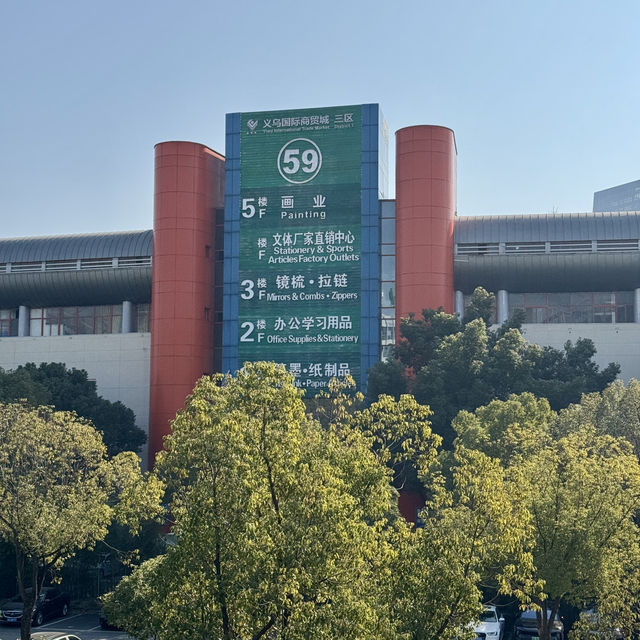 义乌国际商贸城 三区
Yiwu International Trade Market District 3
59
5楼 画业
F Painting
楼 文体厂家直销中心
F Stationery & Sports
Articles Factory Outlets
3楼 镜梳·拉链
F Mirrors & Combs • Zippers
2楼 办公学习用品
F Office Supplies & Stationery
墨·纸制品